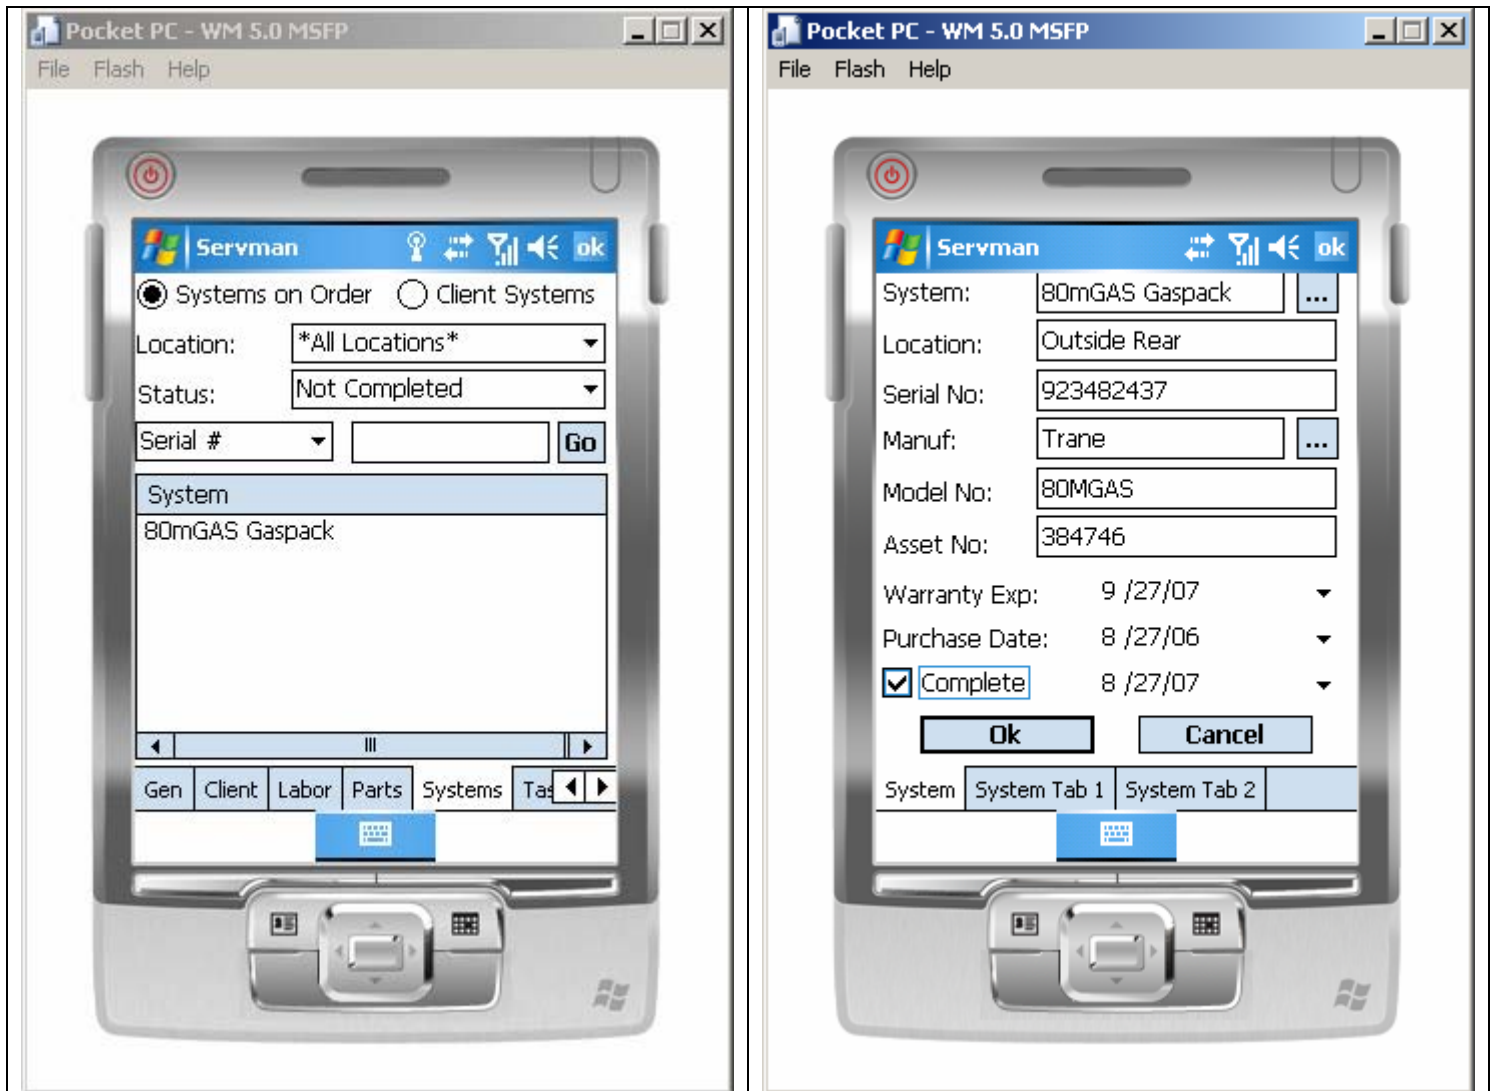 Pocket PC - WM 5.0 MSFP
File Flash Help
Servman ok
Systems on Order Client Systems
Location: *All Locations*
Status: Not Completed
Serial # Go
System
80mGAS Gaspack
Gen Client Labor Parts Systems Tas
Pocket PC - WM 5.0 MSFP
File Flash Help
Servman ok
System: 80mGAS Gaspack ...
Location: Outside Rear
Serial No: 923482437
Manuf: Trane ...
Model No: 80MGAS
Asset No: 384746
Warranty Exp: 9 /27/07
Purchase Date: 8 /27/06
Complete 8 /27/07
Ok Cancel
System System Tab 1 System Tab 2